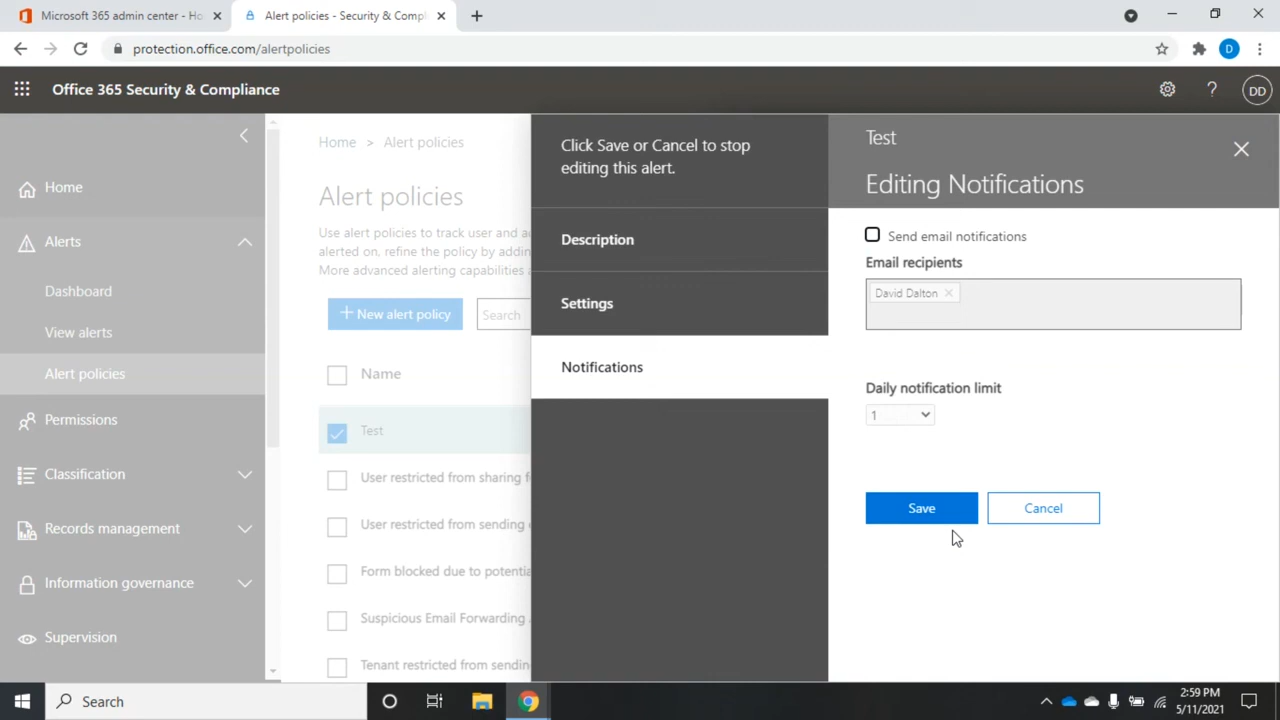 Microsoft 365 admin center - Ho
Alert policies - Security & Compl
protection.office.com/alertpolicies
D
Office 365 Security & Compliance
?
DD
Home
Alerts
Dashboard
View alerts
Alert policies
Permissions
Classification
Records management
Information governance
Supervision
Home > Alert policies
Alert policies
Use alert policies to track user and ad
alerted on, refine the policy by adding
More advanced alerting capabilities a
+ New alert policy
Search
Name
Test
User restricted from sharing f
User restricted from sending
Form blocked due to potentia
Suspicious Email Forwarding
Tenant restricted from sendin
Click Save or Cancel to stop
editing this alert.
Description
Settings
Notifications
Test
Editing Notifications
Send email notifications
Email recipients
David Dalton
Daily notification limit
1
Save
Cancel
Search
2:59 PM
5/11/2021